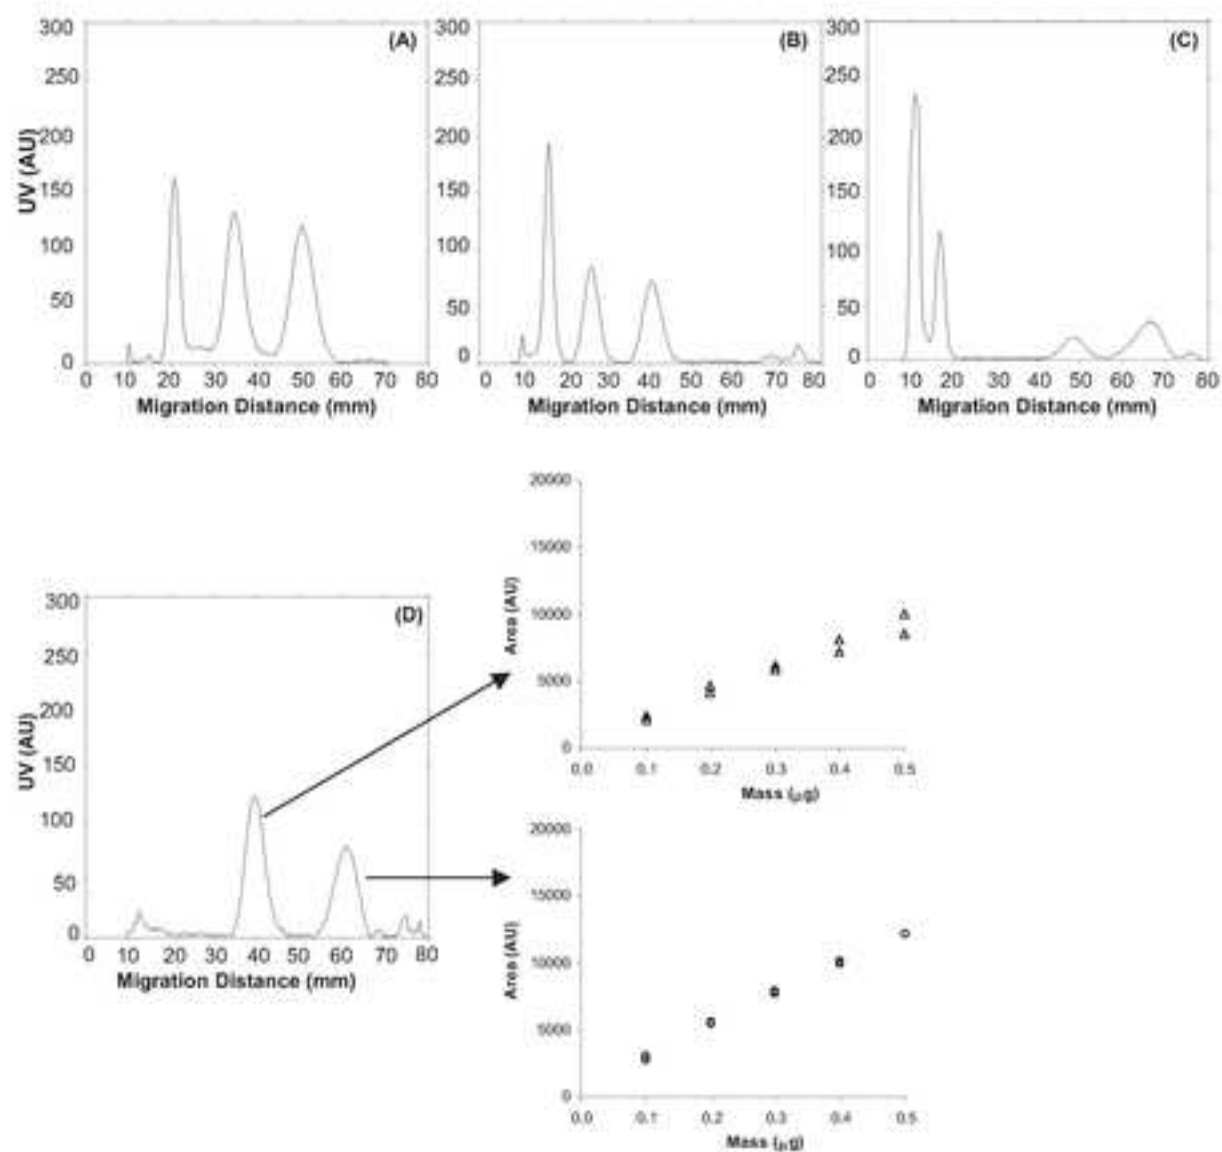 300
250
200
150
100
50
0
UV (AU)
(A)
0 10 20 30 40 50 60 70 80
Migration Distance (mm)
300
250
200
150
100
50
0
(B)
0 10 20 30 40 50 60 70 80
Migration Distance (mm)
300
250
200
150
100
50
0
(C)
0 10 20 30 40 50 60 70 80
Migration Distance (mm)
20000
15000
10000
5000
0
Area (AU)
0.0 0.1 0.2 0.3 0.4 0.5
Mass (μg)
300
250
200
150
100
50
0
UV (AU)
(D)
0 10 20 30 40 50 60 70 80
Migration Distance (mm)
20000
15000
10000
5000
0
Area (AU)
0.0 0.1 0.2 0.3 0.4 0.5
Mass (μg)